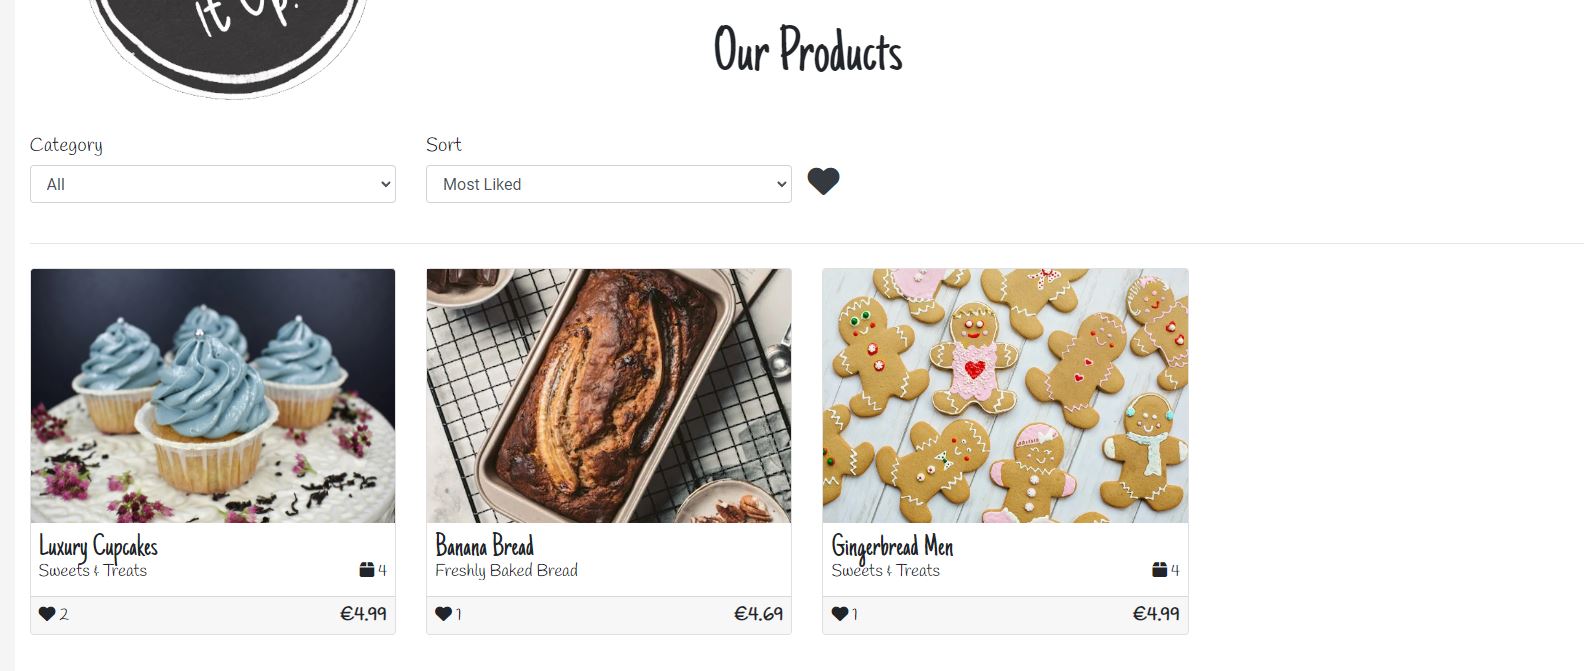 It Up!
Our Products
Category
Sort
All
Most Liked
Luxury Cupcakes
Sweets & Treats
4
2
€4.99
Banana Bread
Freshly Baked Bread
1
€4.69
Gingerbread Men
Sweets & Treats
4
1
€4.99